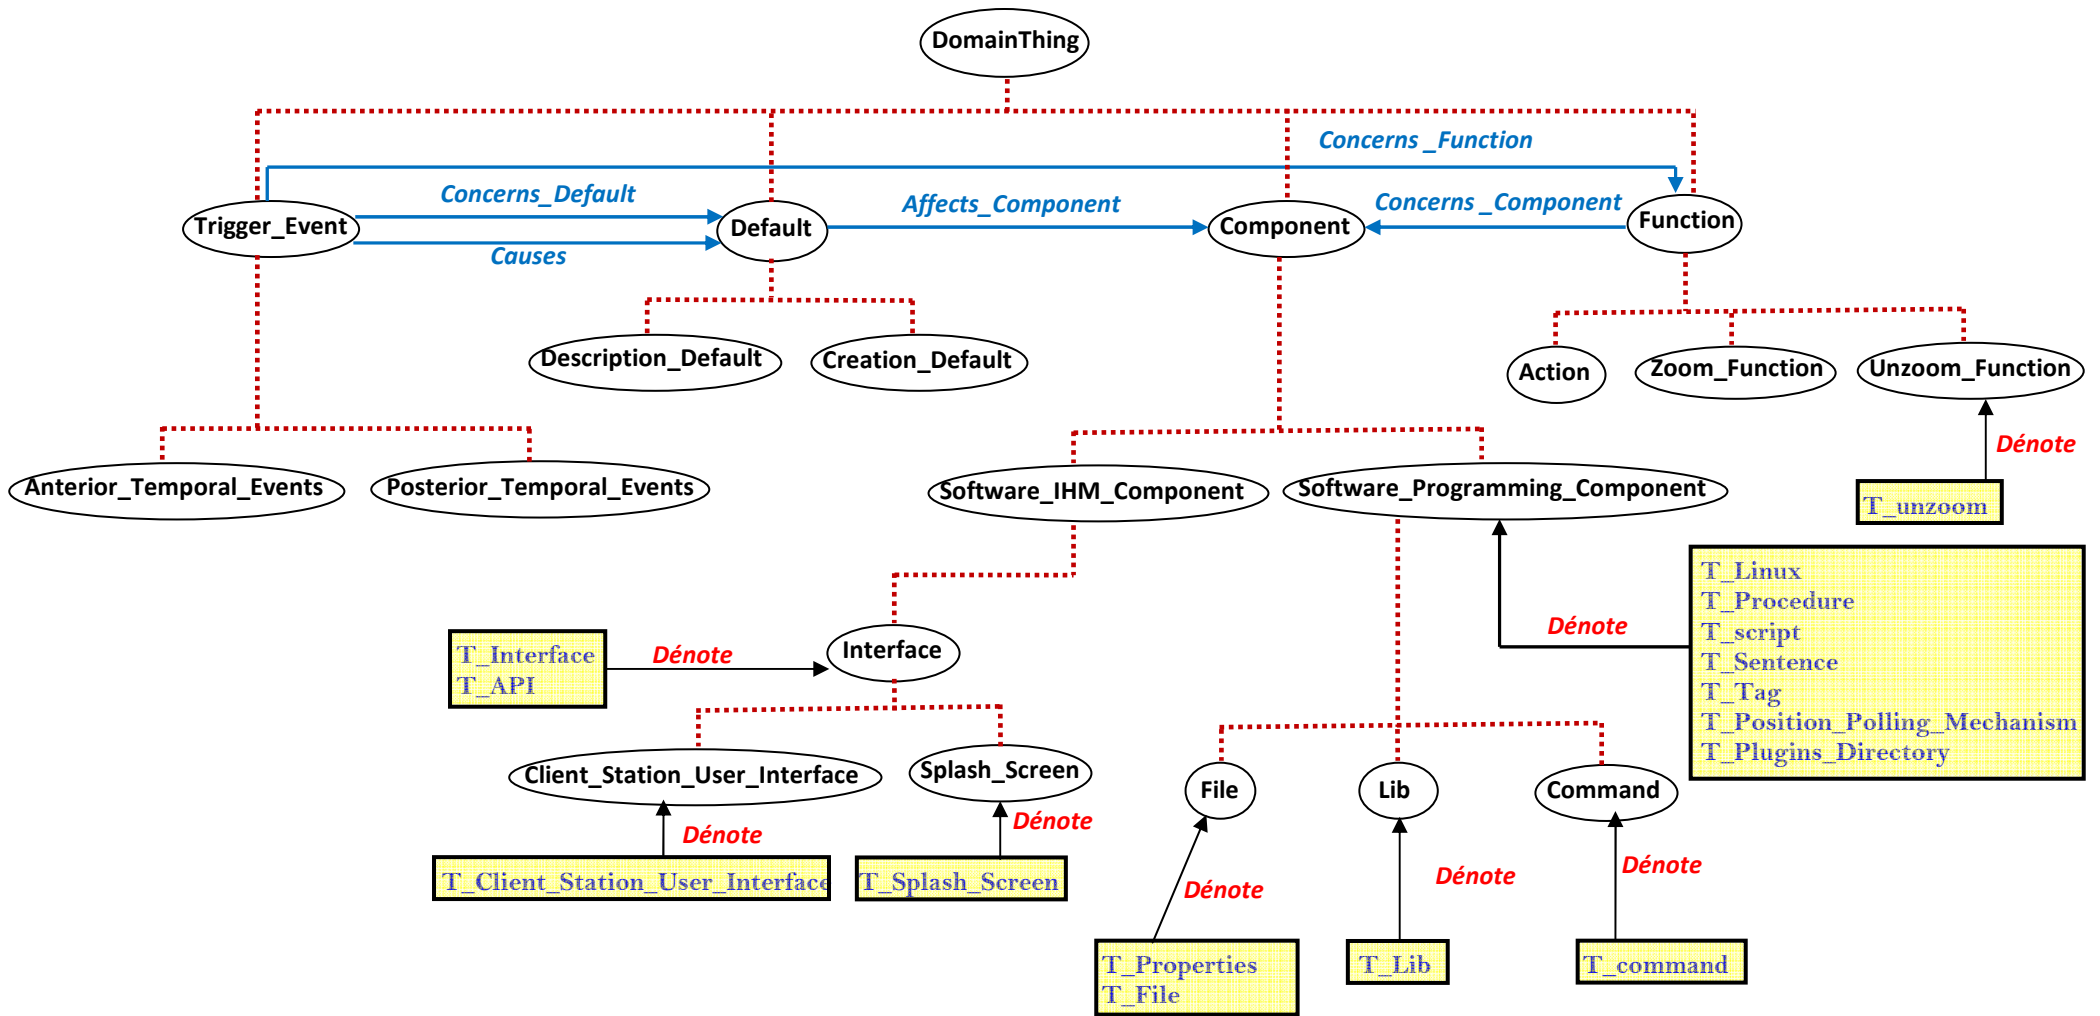 DomainThing
Concerns _Function
Concerns_Default
Affects_Component
Concerns _Component
Trigger_Event
Default
Component
Function
Causes
Description_Default
Creation_Default
Action
Zoom_Function
Unzoom_Function
Dénote
Anterior_Temporal_Events
Posterior_Temporal_Events
Software_IHM_Component
Software_Programming_Component
T_unzoom
T_Linux
T_Procedure
T_script
T_Sentence
T_Tag
T_Position_Polling_Mechanism
T_Plugins_Directory
Dénote
T_Interface
T_API
Dénote
Interface
Client_Station_User_Interface
Splash_Screen
File
Lib
Command
Dénote
Dénote
T_Client_Station_User_Interface
T_Splash_Screen
Dénote
Dénote
Dénote
T_Properties
T_File
T_Lib
T_command